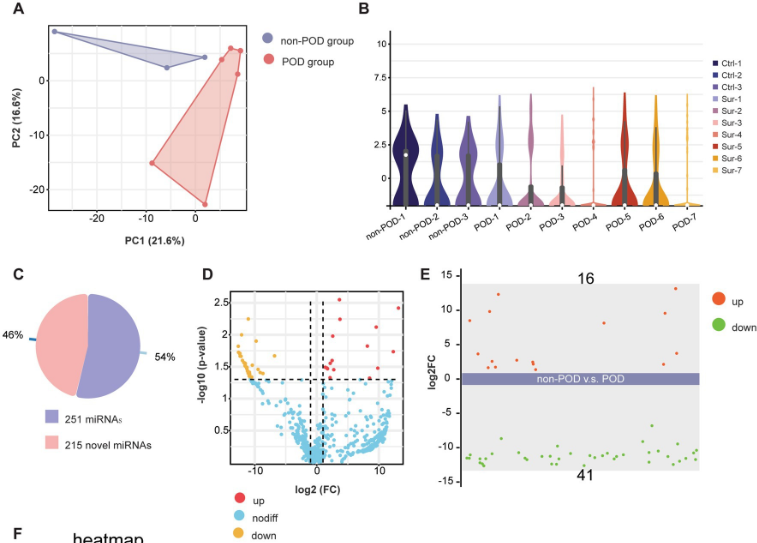 A
0
-10
-20
PC2 (16.6%)
-20
-10
0
PC1 (21.6%)
non-POD group
POD group
B
10
7.5
5.0
2.5
0
non-POD-1
non-POD-2
non-POD-3
POD-1
POD-2
POD-3
POD-4
POD-5
POD-6
POD-7
Ctrl-1
Ctrl-2
Ctrl-3
Sur-1
Sur-2
Sur-3
Sur-4
Sur-5
Sur-6
Sur-7
C
46%
54%
251 miRNAs
215 novel miRNAs
D
2.5
2.0
1.5
1.0
0.5
-log10 (p-value)
-10
0
10
log2 (FC)
up
nodiff
down
E
15
10
5
0
-5
-10
-15
log2FC
16
non-POD v.s. POD
41
up
down
F
heatmap